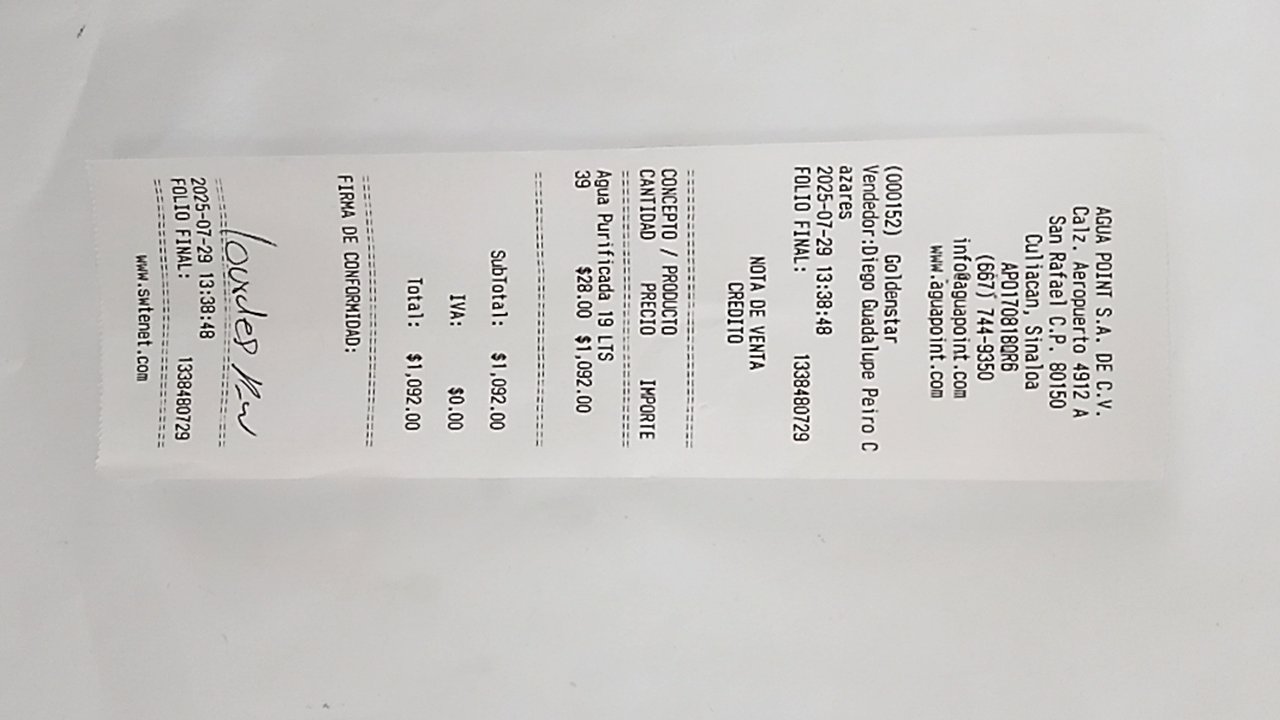 AGUA POINT S.A. DE C.V.
Calz. Aeropuerto 4912 A
San Rafael C.P. 80150
Culiacan, Sinaloa
APO170818QR6
(667) 744-9350
info@aguapoint.com
www.aguapoint.com
(000152) Goldenstar
Vendedor:Diego Guadalupe Peiro C
azares
2025-07-29 13:38:48
FOLIO FINAL: 1338480729
NOTA DE VENTA
CREDITO
================================
CONCEPTO / PRODUCTO
CANTIDAD PRECIO IMPORTE
================================
Agua Purificada 19 LTS
39 $28.00 $1,092.00
================================
SubTotal: $1,092.00
IVA: $0.00
Total: $1,092.00
================================
FIRMA DE CONFORMIDAD:
lourdes
================================
2025-07-29 13:38:48
FOLIO FINAL: 1338480729
================================
www.swtenet.com